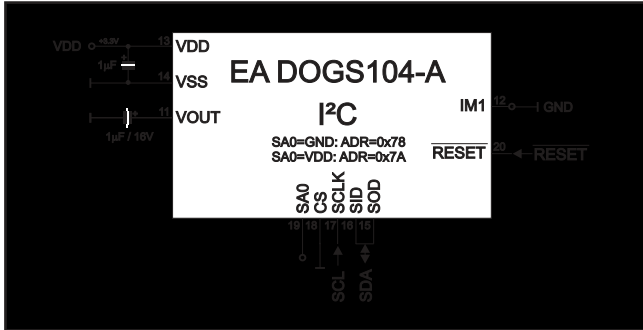 VDD +3.3V 13 VDD
1µF
14 VSS
11 VOUT
1µF / 16V
EA DOGS104-A
I²C
SA0=GND: ADR=0x78
SA0=VDD: ADR=0x7A
IM1 12 GND
RESET 20 RESET
SA0 CS SCLK SID SOD
19 18 17 16 15
SCL SDA